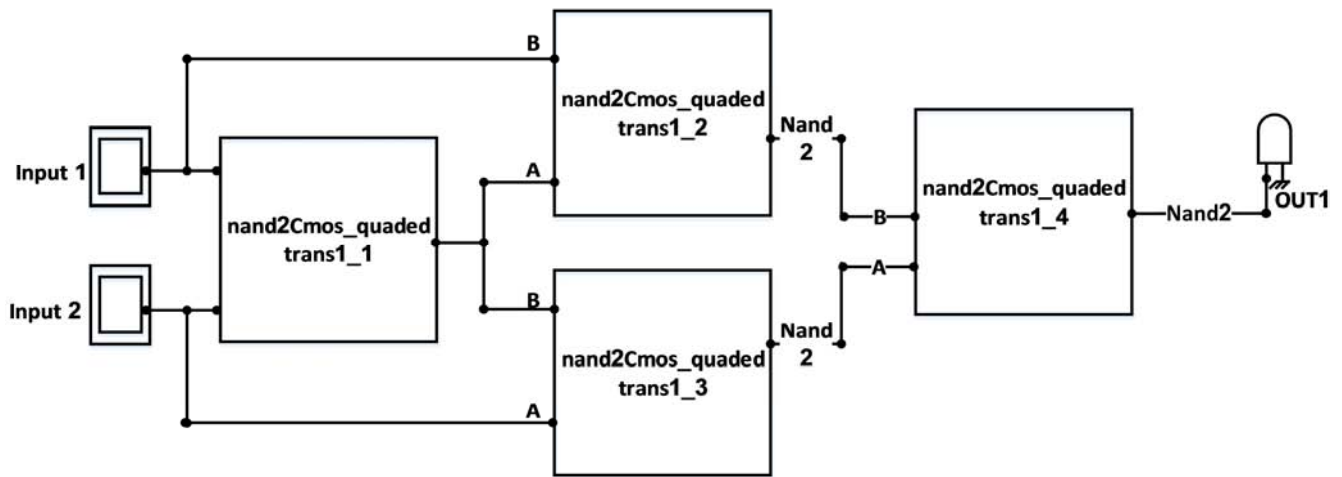 Input 1
Input 2
nand2Cmos_quaded
trans1_1
B
A
nand2Cmos_quaded
trans1_2
B
A
nand2Cmos_quaded
trans1_3
Nand
2
Nand
2
B
A
nand2Cmos_quaded
trans1_4
Nand2
OUT1